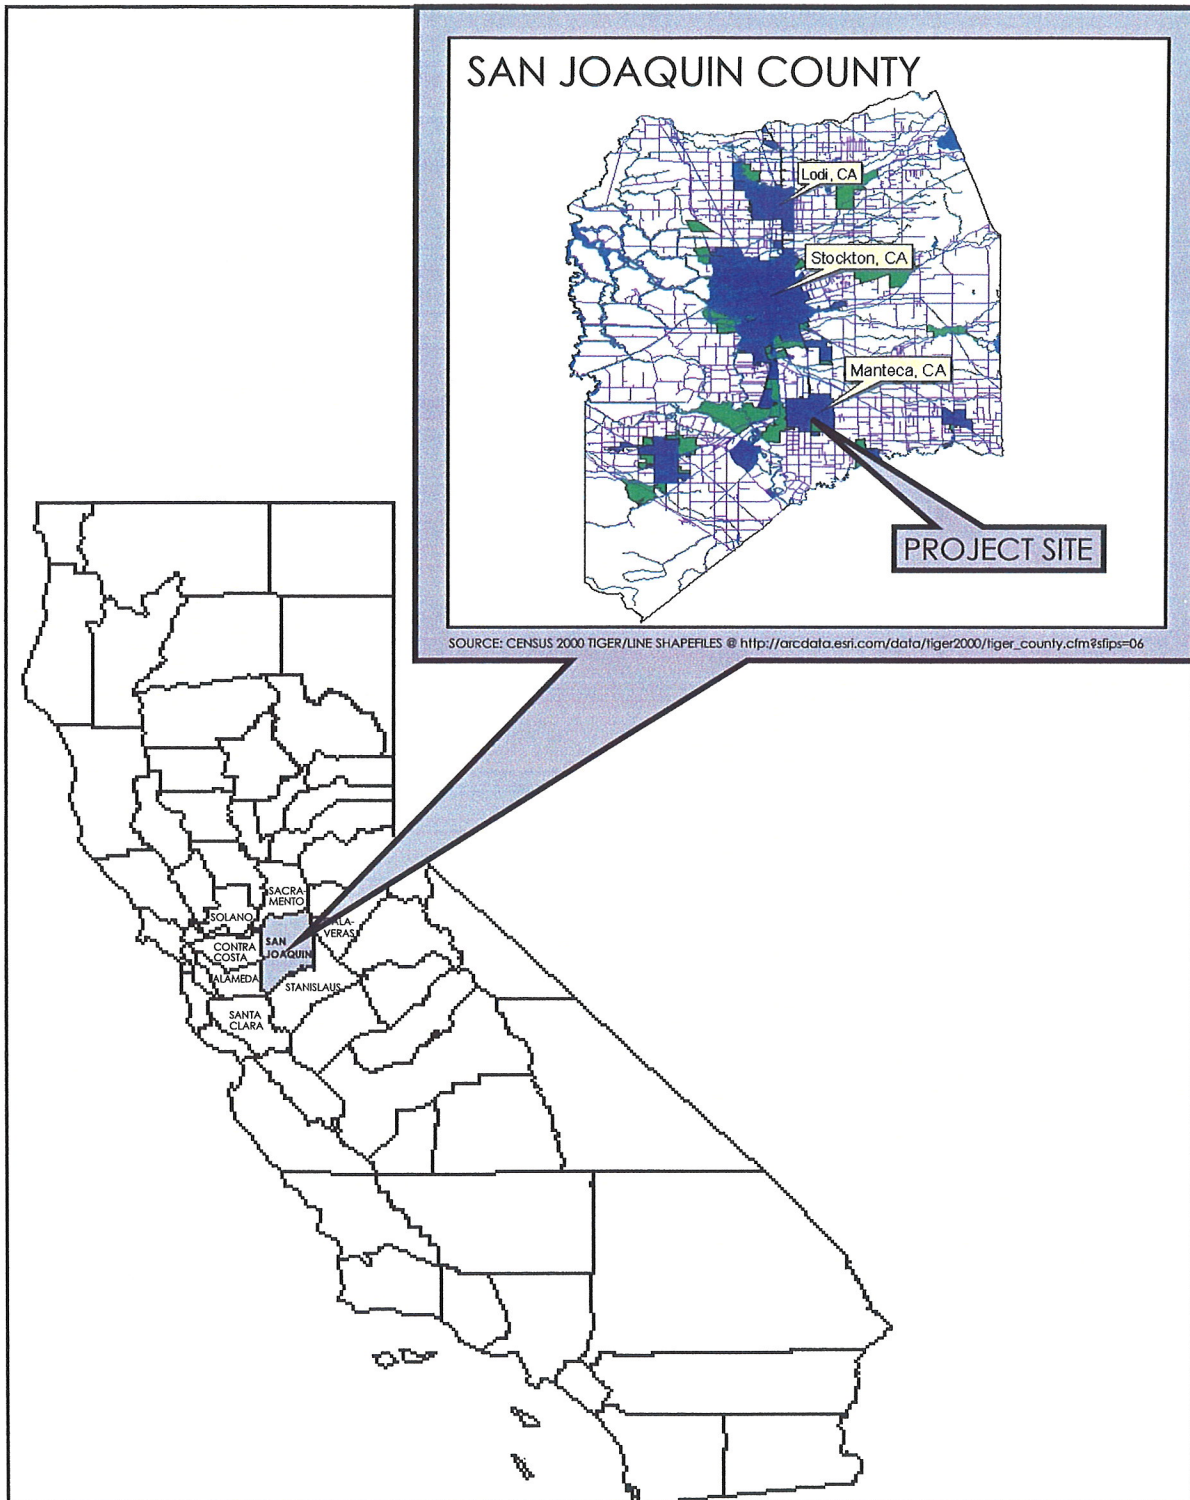 SAN JOAQUIN COUNTY
Lodi, CA
Stockton, CA
Manteca, CA
PROJECT SITE
SOURCE: CENSUS 2000 TIGER/LINE SHAPEFILES @ http://arcdata.esri.com/data/tiger2000/tiger_county.cfm?sfips=06
SACRA-
MENTO
SOLANO
ALA-
VERAS
CONTRA
COSTA
SAN
JOAQUIN
ALAMEDA
STANISLAUS
SANTA
CLARA